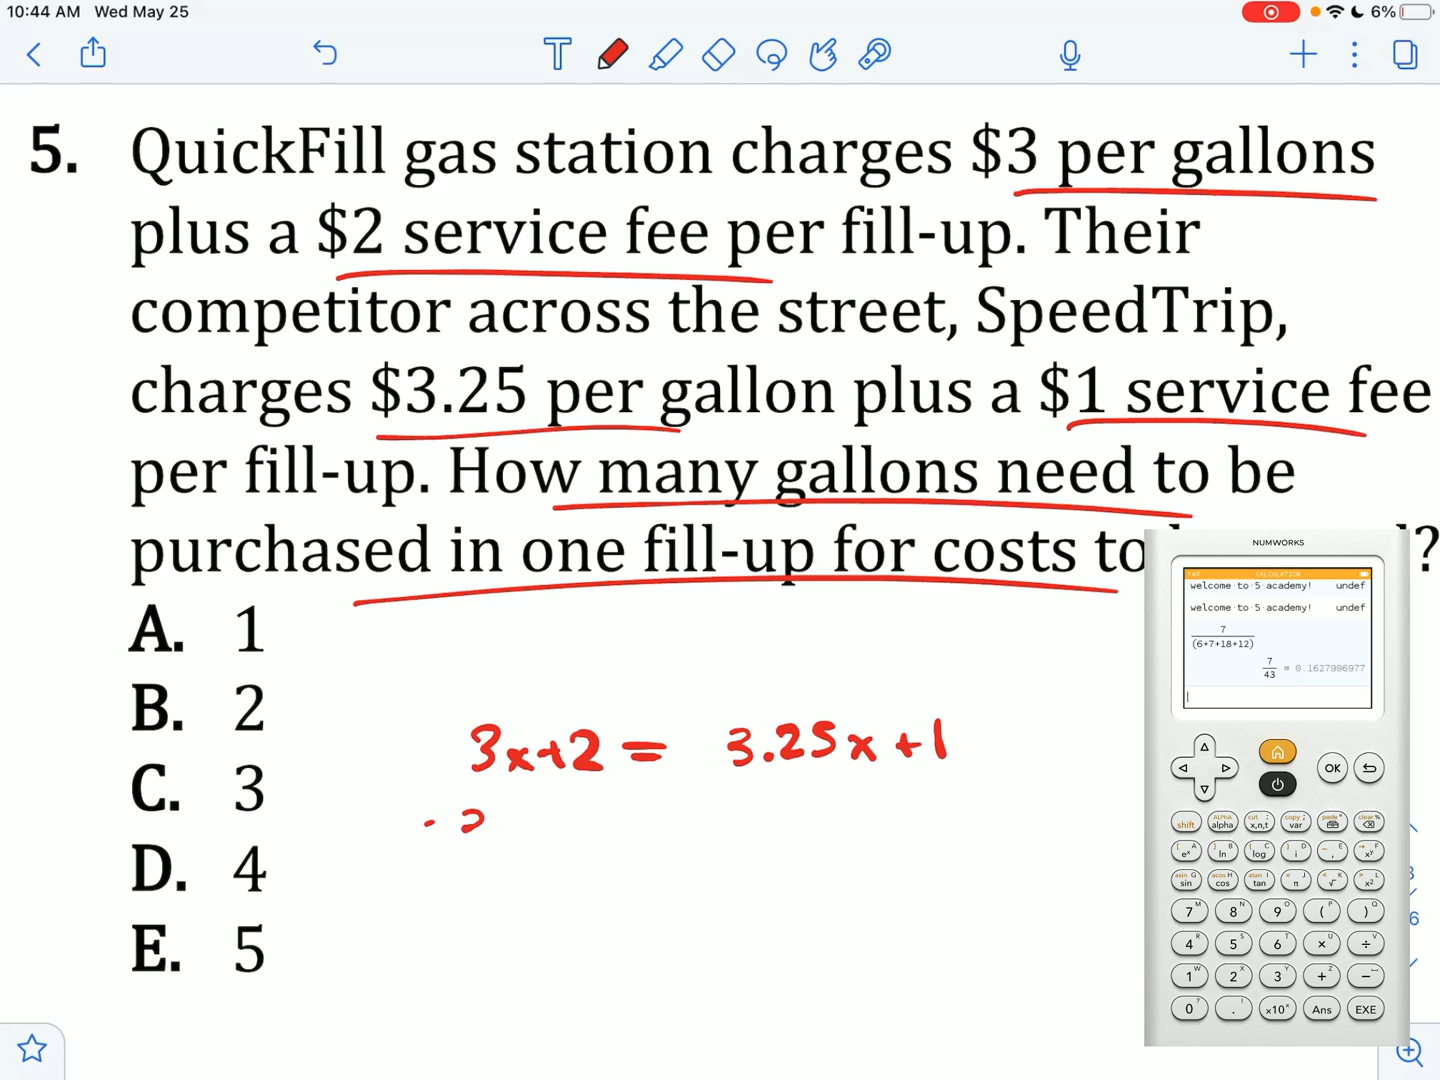 10:44 AM Wed May 25
6%
5. QuickFill gas station charges $3 per gallons
plus a $2 service fee per fill-up. Their
competitor across the street, SpeedTrip,
charges $3.25 per gallon plus a $1 service fee
per fill-up. How many gallons need to be
purchased in one fill-up for costs to ?
A. 1
B. 2
C. 3
D. 4
E. 5
3x+2 = 3.25x+1
NUMWORKS
rad CALCULATION
welcome to 5 academy! undef
welcome to 5 academy! undef
7
(6+7+18+12)
7
43 ≈ 0.1627906977
OK
shift alpha x,n,t var
e^x ln log i , x^y
sin cos tan π √ x²
7 8 9 ( )
4 5 6 × ÷
1 2 3 + −
0 . ×10^x Ans EXE